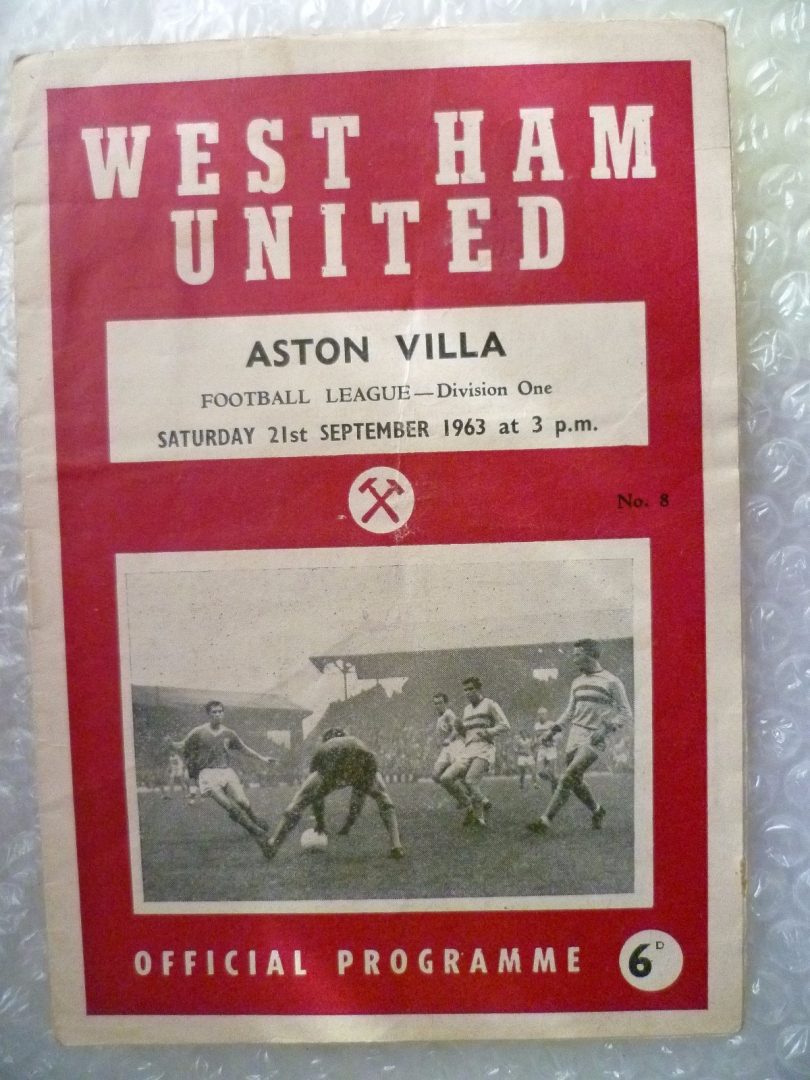 WEST HAM
UNITED
ASTON VILLA
FOOTBALL LEAGUE — Division One
SATURDAY 21st SEPTEMBER 1963 at 3 p.m.
No. 8
OFFICIAL PROGRAMME
6D